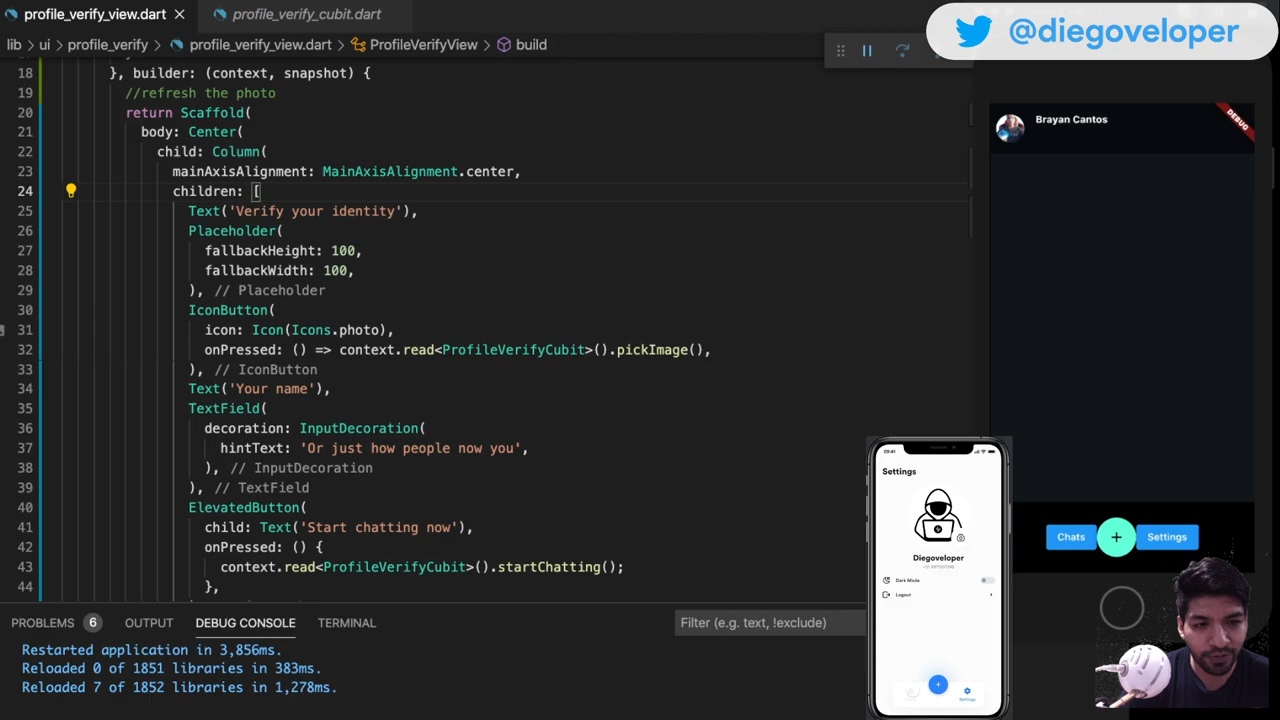 profile_verify_view.dart
profile_verify_cubit.dart
@diegoveloper
lib > ui > profile_verify > profile_verify_view.dart > ProfileVerifyView > build
18 }, builder: (context, snapshot) {
19 //refresh the photo
20 return Scaffold(
21 body: Center(
22 child: Column(
23 mainAxisAlignment: MainAxisAlignment.center,
24 children: [
25 Text('Verify your identity'),
26 Placeholder(
27 fallbackHeight: 100,
28 fallbackWidth: 100,
29 ), // Placeholder
30 IconButton(
31 icon: Icon(Icons.photo),
32 onPressed: () => context.read<ProfileVerifyCubit>().pickImage(),
33 ), // IconButton
34 Text('Your name'),
35 TextField(
36 decoration: InputDecoration(
37 hintText: 'Or just how people now you',
38 ), // InputDecoration
39 ), // TextField
40 ElevatedButton(
41 child: Text('Start chatting now'),
42 onPressed: () {
43 context.read<ProfileVerifyCubit>().startChatting();
44 },
Brayan Cantos
DEBUG
Chats
+
Settings
09:41
Settings
Diegoveloper
Dark Mode
Logout
+
Settings
PROBLEMS 6 OUTPUT DEBUG CONSOLE TERMINAL
Filter (e.g. text, !exclude)
Restarted application in 3,856ms.
Reloaded 0 of 1851 libraries in 383ms.
Reloaded 7 of 1852 libraries in 1,278ms.